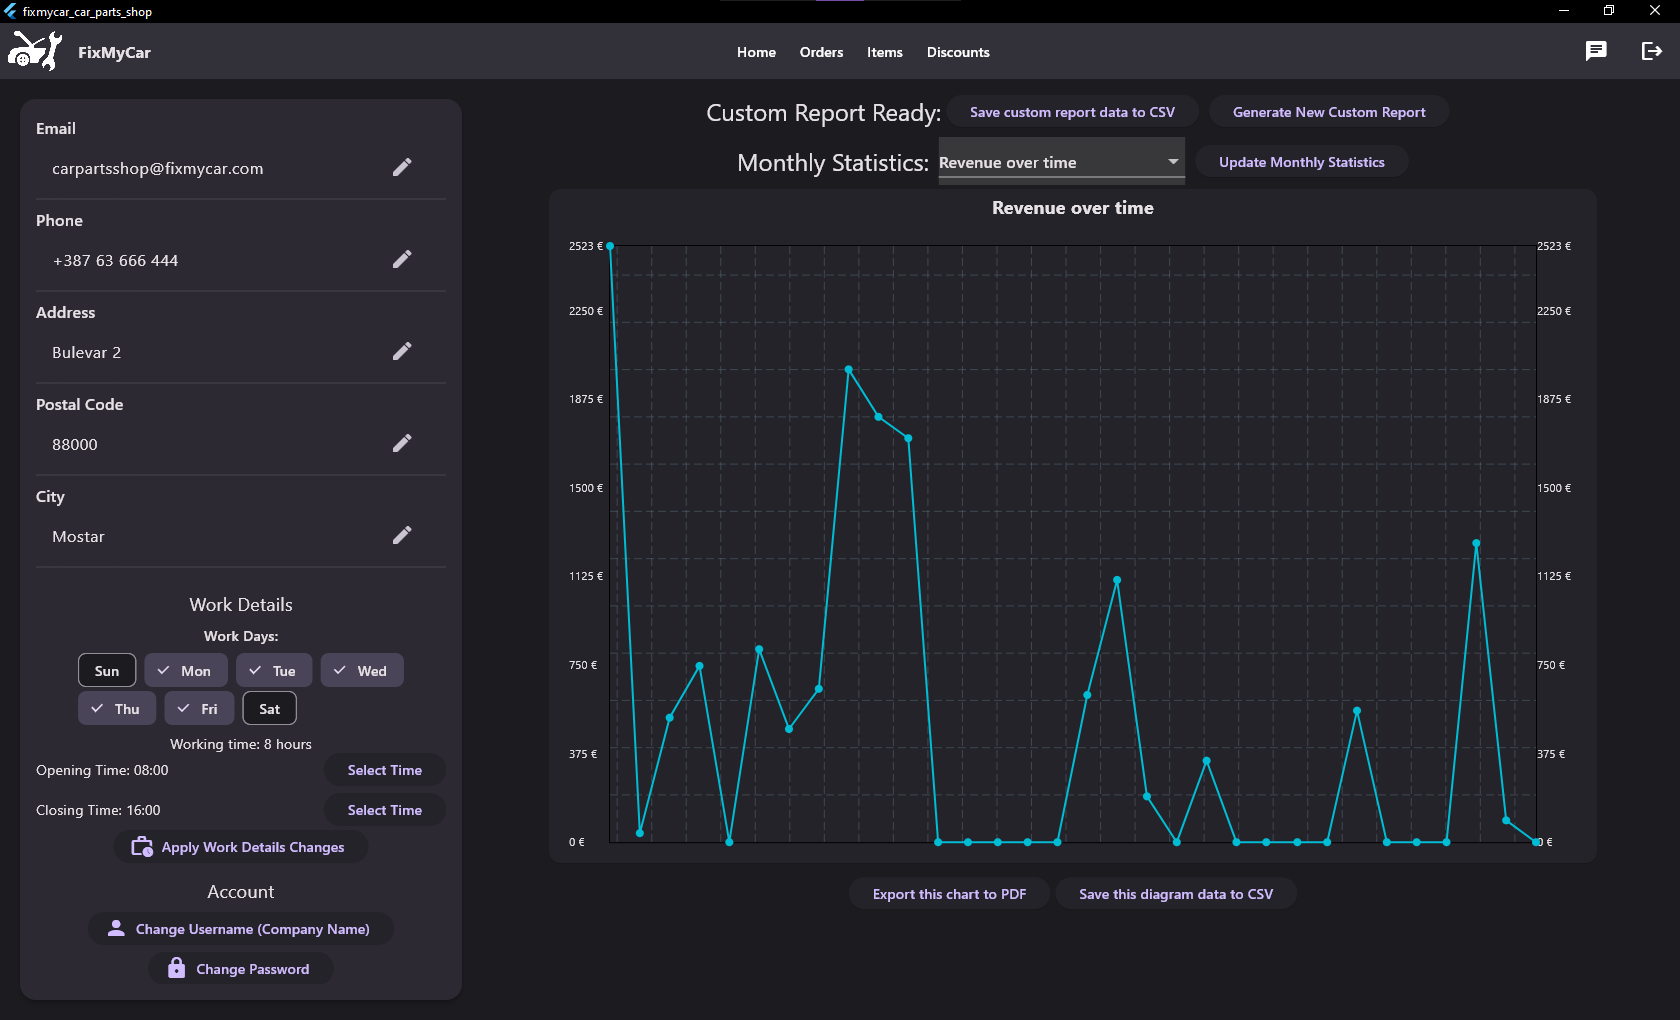 fixmycar_car_parts_shop
FixMyCar
Home Orders Items Discounts
Email
carpartsshop@fixmycar.com
Phone
+387 63 666 444
Address
Bulevar 2
Postal Code
88000
City
Mostar
Work Details
Work Days:
Sun Mon Tue Wed
Thu Fri Sat
Working time: 8 hours
Opening Time: 08:00 Select Time
Closing Time: 16:00 Select Time
Apply Work Details Changes
Account
Change Username (Company Name)
Change Password
Custom Report Ready: Save custom report data to CSV Generate New Custom Report
Monthly Statistics: Revenue over time Update Monthly Statistics
Revenue over time
2523 € 2523 €
2250 € 2250 €
1875 € 1875 €
1500 € 1500 €
1125 € 1125 €
750 € 750 €
375 € 375 €
0 € 0 €
Export this chart to PDF Save this diagram data to CSV